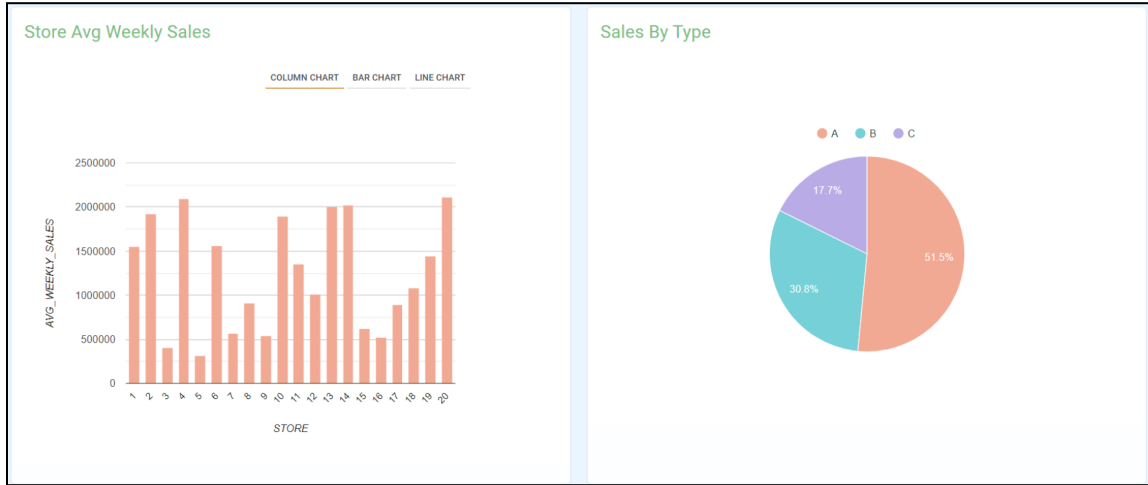 Store Avg Weekly Sales
COLUMN CHART BAR CHART LINE CHART
2500000
2000000
1500000
1000000
500000
0
AVG_WEEKLY_SALES
1 2 3 4 5 6 7 8 9 10 11 12 13 14 15 16 17 18 19 20
STORE
Sales By Type
A B C
17.7%
51.5%
30.8%